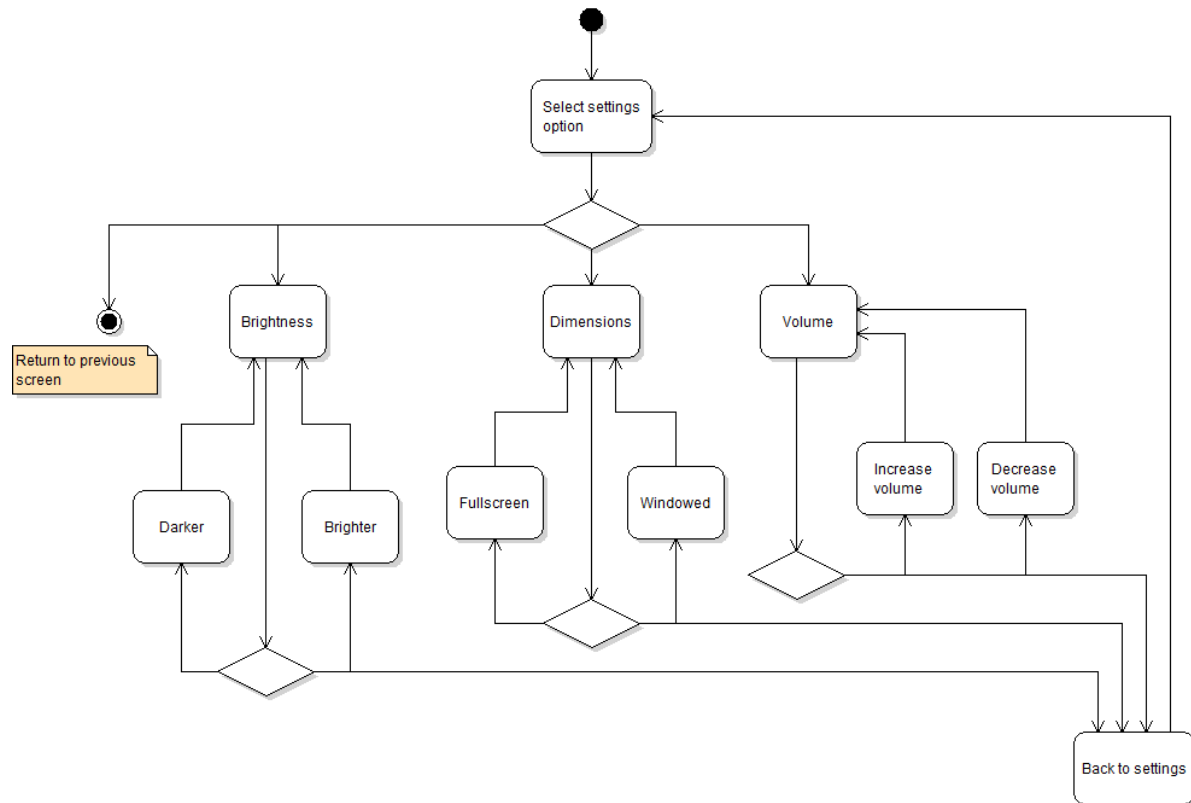 Select settings
option
Brightness
Dimensions
Volume
Return to previous
screen
Increase
volume
Decrease
volume
Fullscreen
Windowed
Darker
Brighter
Back to settings